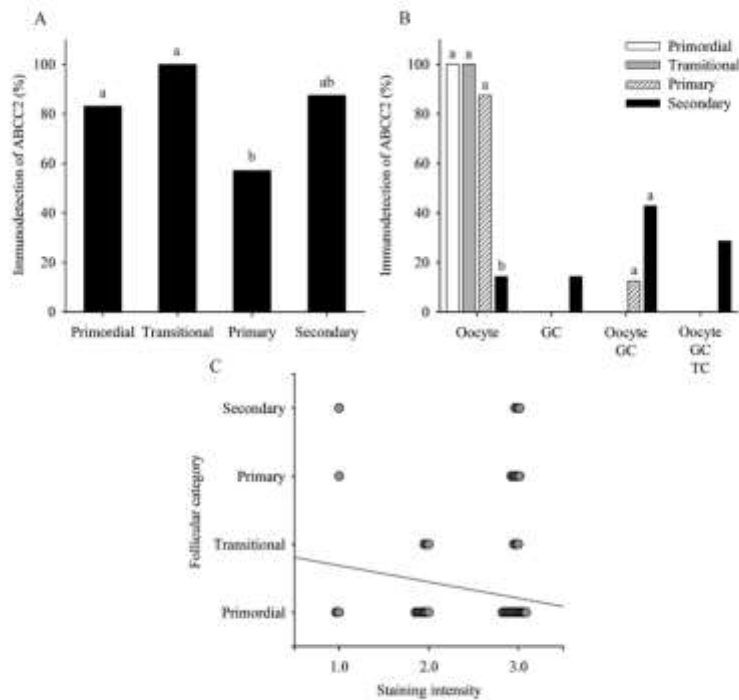 A
Immunodetection of ABCC2 (%)
100
80
60
40
20
0
a
a
b
ab
Primordial Transitional Primary Secondary
B
Immunodetection of ABCC2 (%)
100
80
60
40
20
0
a a
a
b
a
a
Primordial
Transitional
Primary
Secondary
Oocyte GC Oocyte Oocyte
GC GC
TC
C
Follicular category
Secondary
Primary
Transitional
Primordial
1.0 2.0 3.0
Staining intensity